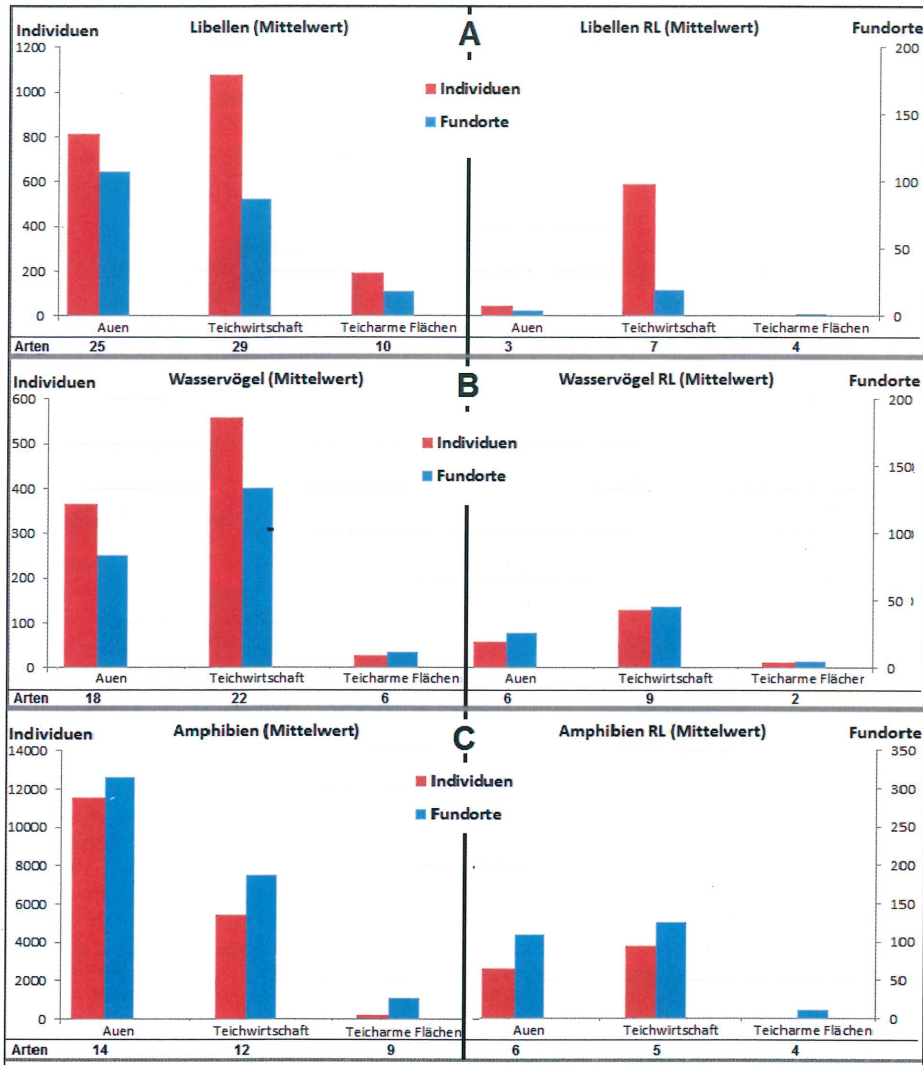 Individuen Libellen (Mittelwert) A Libellen RL (Mittelwert) Fundorte
1200 200
1000 150
800
Individuen
Fundorte
600 100
400 50
200
0 0
Auen Teichwirtschaft Teicharme Flächen Auen Teichwirtschaft Teicharme Flächen
Arten 25 29 10 3 7 4
Individuen Wasservögel (Mittelwert) B Wasservögel RL (Mittelwert) Fundorte
600 200
500 150
Individuen
Fundorte
400
300 100
200 50
100
0 0
Auen Teichwirtschaft Teicharme Flächen Auen Teichwirtschaft Teicharme Flächer
Arten 18 22 6 6 9 2
Individuen Amphibien (Mittelwert) C Amphibien RL (Mittelwert) Fundorte
14000 350
12000 300
Individuen
Fundorte
10000 250
8000 200
6000 150
4000 100
2000 50
0 0
Auen Teichwirtschaft Teicharme Flächen Auen Teichwirtschaft Teicharme Flächen
Arten 14 12 9 6 5 4